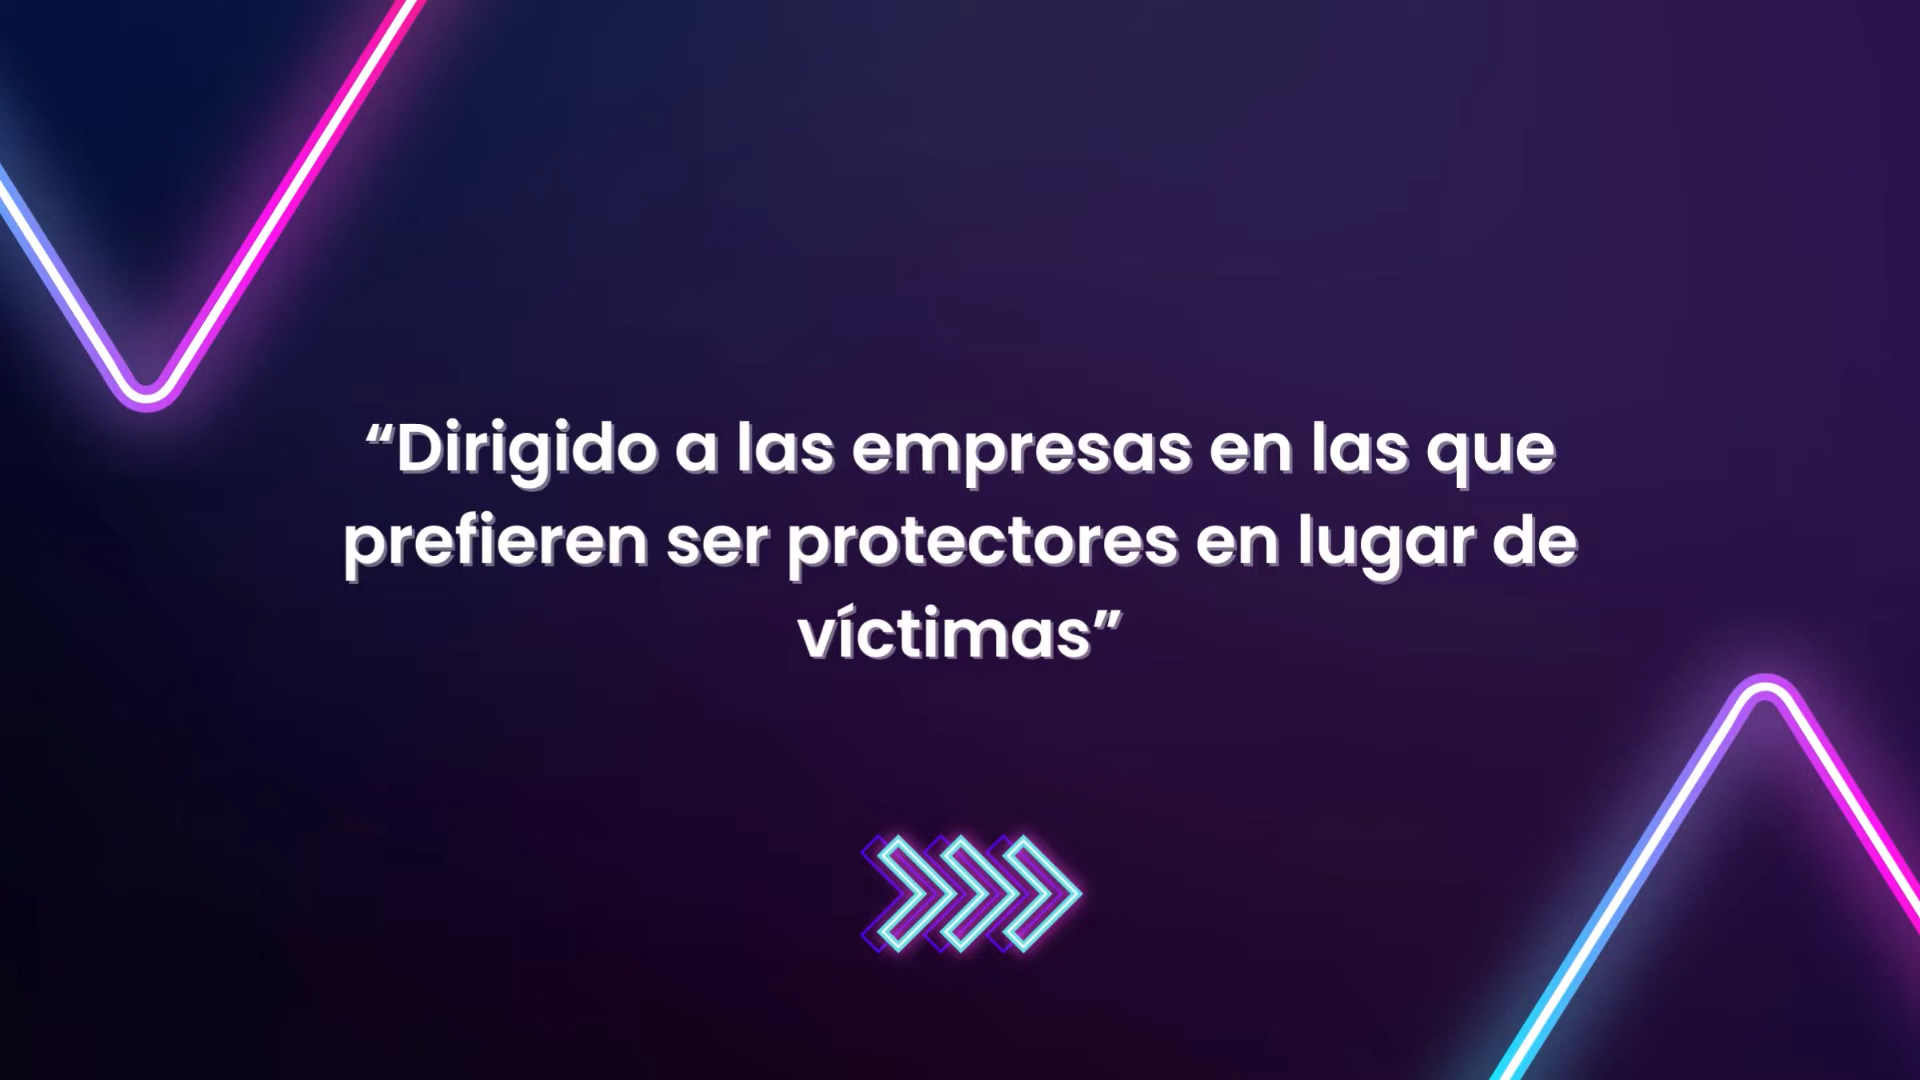 “Dirigido a las empresas en las que
prefieren ser protectores en lugar de
víctimas”